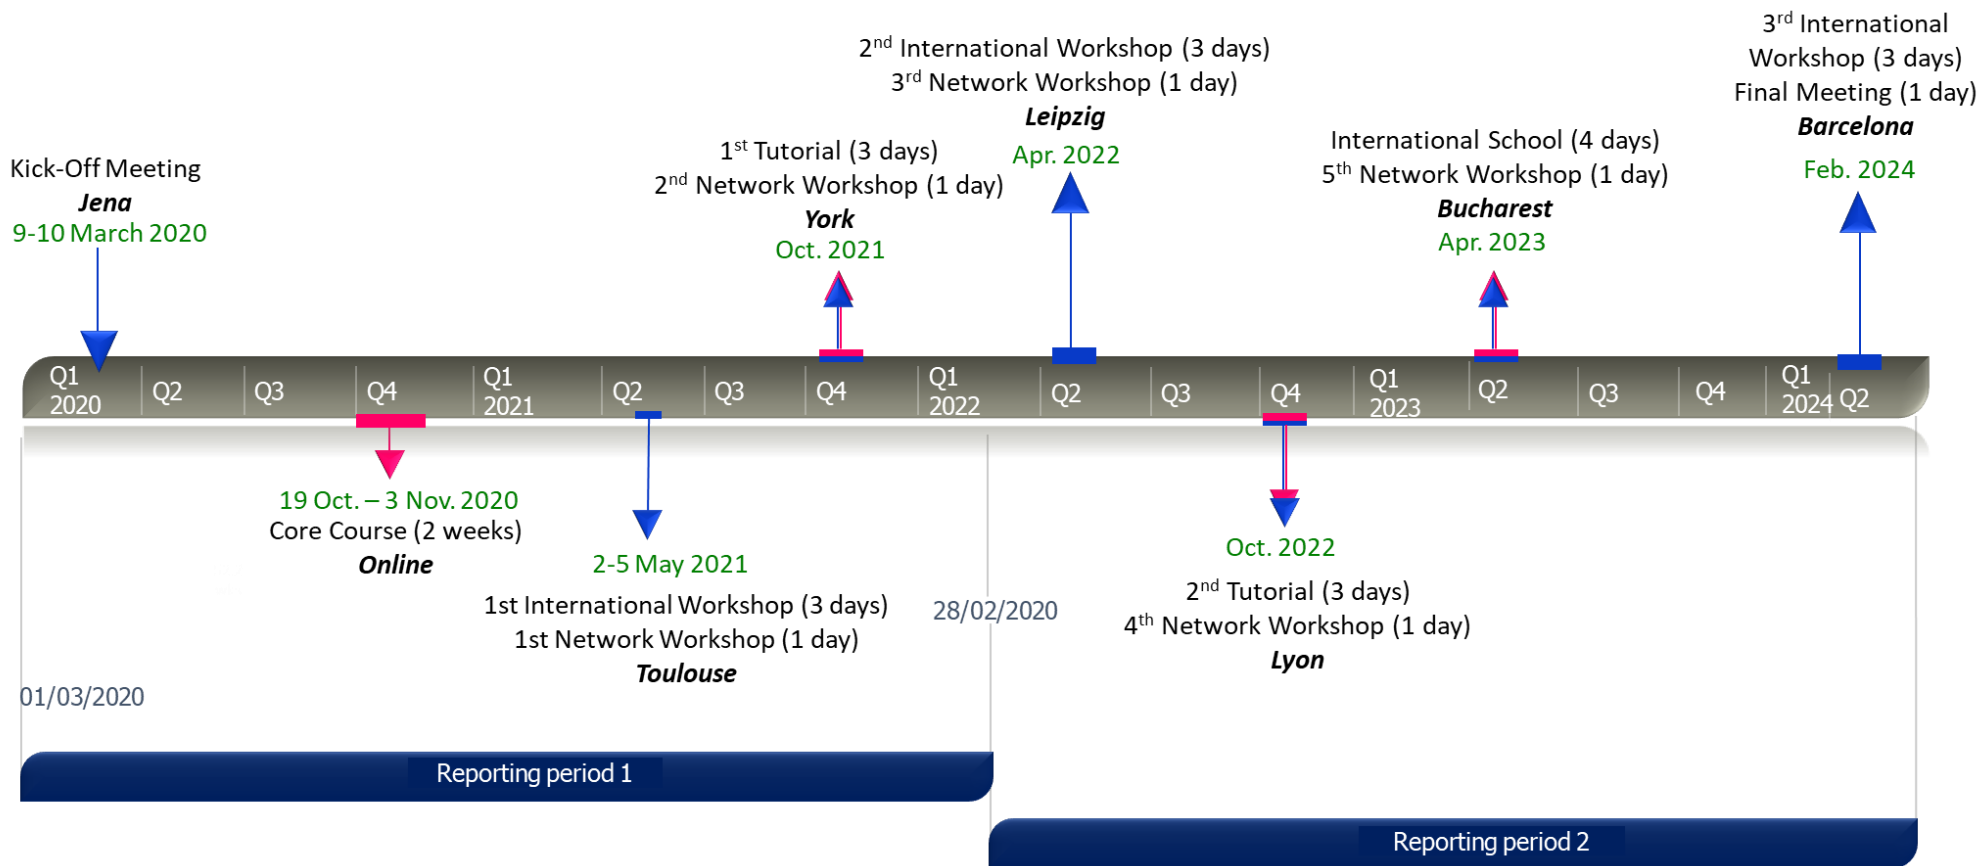 Kick-Off Meeting
Jena
9-10 March 2020
1st Tutorial (3 days)
2nd Network Workshop (1 day)
York
Oct. 2021
2nd International Workshop (3 days)
3rd Network Workshop (1 day)
Leipzig
Apr. 2022
International School (4 days)
5th Network Workshop (1 day)
Bucharest
Apr. 2023
3rd International
Workshop (3 days)
Final Meeting (1 day)
Barcelona
Feb. 2024
Q1
2020
Q2
Q3
Q4
Q1
2021
Q2
Q3
Q4
Q1
2022
Q2
Q3
Q4
Q1
2023
Q2
Q3
Q4
Q1
2024
Q2
19 Oct. – 3 Nov. 2020
Core Course (2 weeks)
Online
2-5 May 2021
1st International Workshop (3 days)
1st Network Workshop (1 day)
Toulouse
Oct. 2022
2nd Tutorial (3 days)
4th Network Workshop (1 day)
Lyon
28/02/2020
01/03/2020
Reporting period 1
Reporting period 2